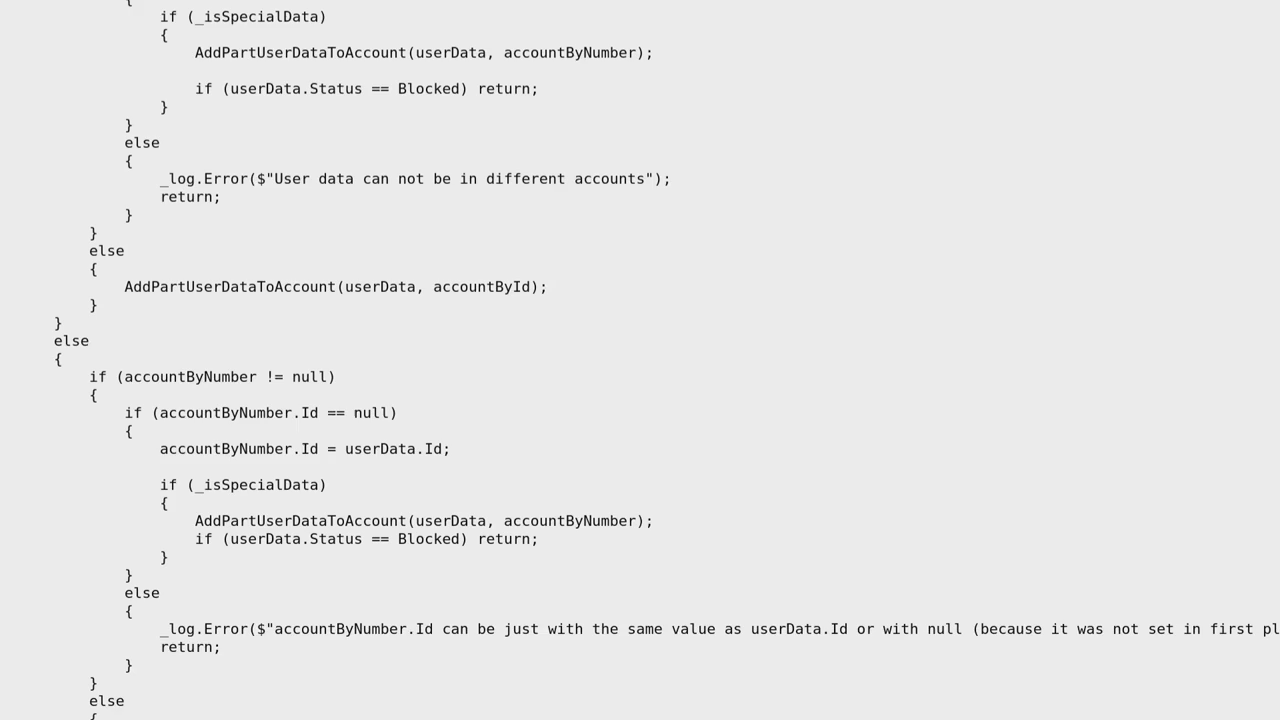 {
if (_isSpecialData)
{
AddPartUserDataToAccount(userData, accountByNumber);
if (userData.Status == Blocked) return;
}
}
else
{
_log.Error($"User data can not be in different accounts");
return;
}
}
else
{
AddPartUserDataToAccount(userData, accountById);
}
}
else
{
if (accountByNumber != null)
{
if (accountByNumber.Id == null)
{
accountByNumber.Id = userData.Id;
if (_isSpecialData)
{
AddPartUserDataToAccount(userData, accountByNumber);
if (userData.Status == Blocked) return;
}
}
else
{
_log.Error($"accountByNumber.Id can be just with the same value as userData.Id or with null (because it was not set in first pl
return;
}
}
else
{